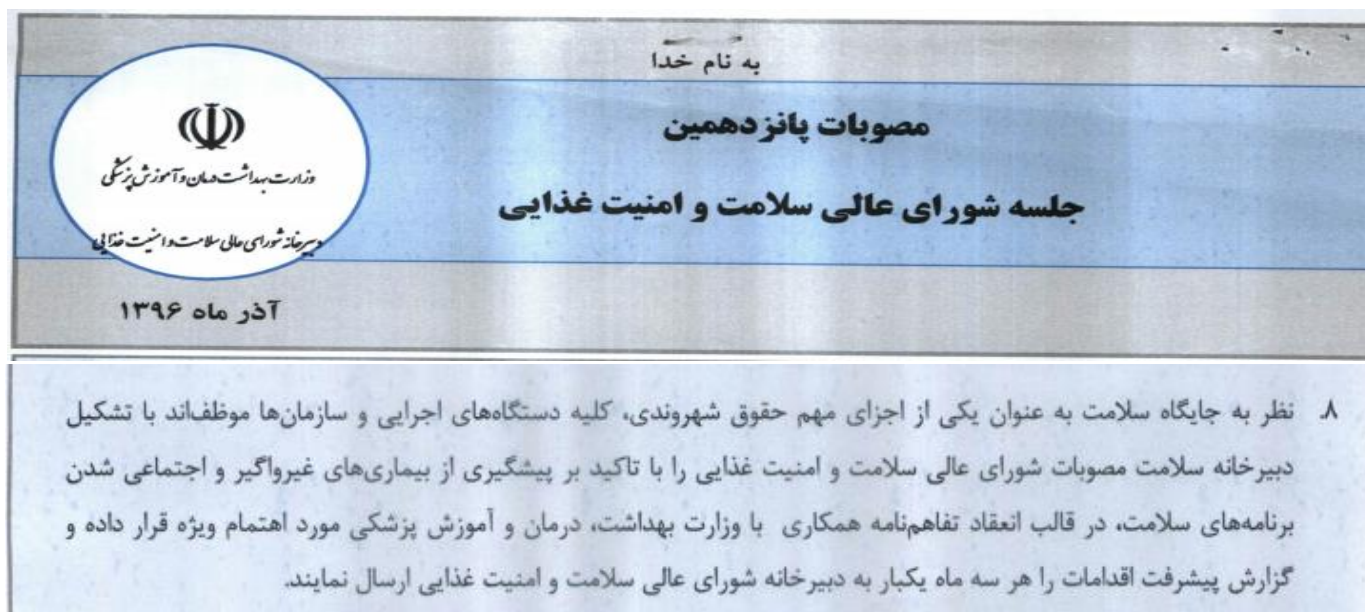 به نام خدا
مصوبات پانزدهمین
جلسه شورای عالی سلامت و امنیت غذایی
وزارت بهداشت درمان و آموزش پزشکی
دبیرخانه شورای عالی سلامت و امنیت غذایی
آذر ماه ۱۳۹۶
۸. نظر به جایگاه سلامت به عنوان یکی از اجزای مهم حقوق شهروندی، کلیه دستگاه‌های اجرایی و سازمان‌ها موظف‌اند با تشکیل
دبیرخانه سلامت مصوبات شورای عالی سلامت و امنیت غذایی را با تاکید بر پیشگیری از بیماری‌های غیرواگیر و اجتماعی شدن
برنامه‌های سلامت، در قالب انعقاد تفاهم‌نامه همکاری با وزارت بهداشت، درمان و آموزش پزشکی مورد اهتمام ویژه قرار داده و
گزارش پیشرفت اقدامات را هر سه ماه یکبار به دبیرخانه شورای عالی سلامت و امنیت غذایی ارسال نمایند.